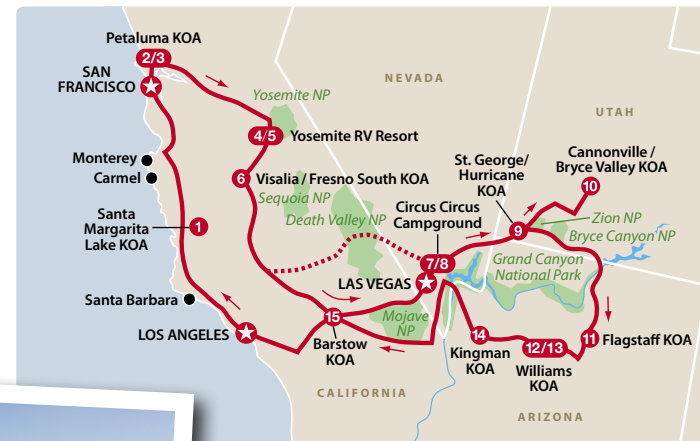 Petaluma KOA
2/3
SAN
FRANCISCO
NEVADA
Yosemite NP
UTAH
4/5
Yosemite RV Resort
Monterey
Carmel
6
Visalia / Fresno South KOA
Sequoia NP
Death Valley NP
St. George/
Hurricane
KOA
Cannonville /
Bryce Valley KOA
10
Santa
Margarita
Lake KOA
1
Circus Circus
Campground
9
Zion NP
Bryce Canyon NP
7/8
Grand Canyon
National Park
LAS VEGAS
Santa Barbara
LOS ANGELES
15
Barstow
KOA
Mojave
NP
14
Kingman
KOA
12/13
Williams
KOA
11
Flagstaff KOA
CALIFORNIA
ARIZONA